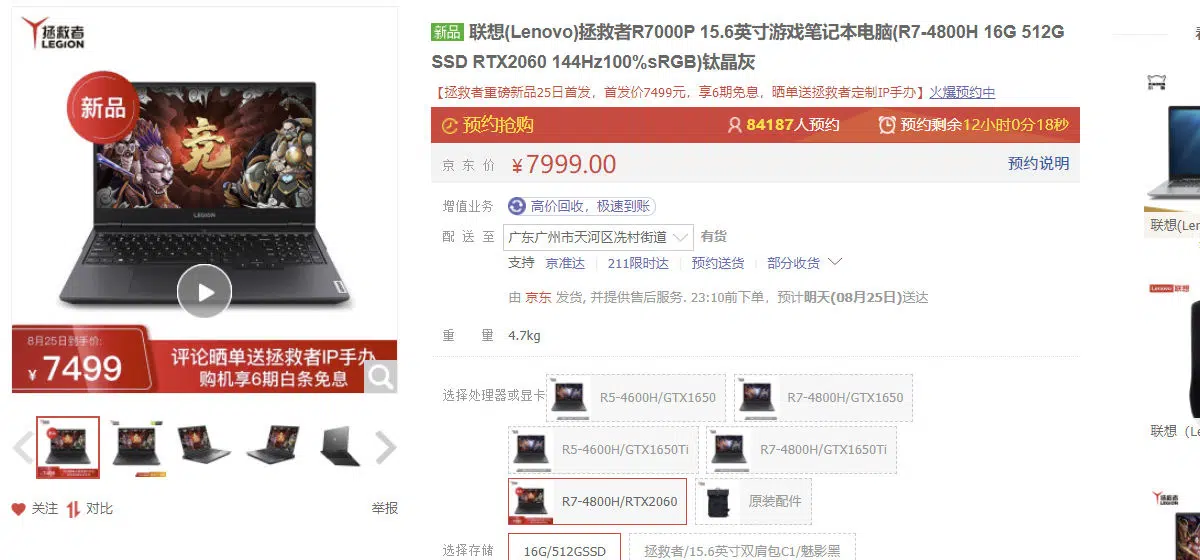 拯救者
LEGION
新品
竞
LEGION
8月25日到手价:
¥ 7499
评论晒单送拯救者IP手办
购机享6期白条免息
关注
对比
举报
新品 联想(Lenovo)拯救者R7000P 15.6英寸游戏笔记本电脑(R7-4800H 16G 512G
SSD RTX2060 144Hz100%sRGB)钛晶灰
【拯救者重磅新品25日首发，首发价7499元，享6期免息，晒单送拯救者定制IP手办】火爆预约中
预约抢购
84187人预约
预约剩余12小时0分18秒
京 东 价
¥7999.00
预约说明
增值业务
高价回收，极速到账
配 送 至
广东广州市天河区冼村街道
有货
支持 京准达 211限时达 预约送货 部分收货
由 京东 发货, 并提供售后服务. 23:10前下单，预计明天(08月25日)送达
重 量 4.7kg
选择处理器或显卡
R5-4600H/GTX1650
R7-4800H/GTX1650
R5-4600H/GTX1650Ti
R7-4800H/GTX1650Ti
R7-4800H/RTX2060
原装配件
选择存储
16G/512GSSD
拯救者/15.6英寸双肩包C1/魅影黑
联想(Len
Lenovo联想
联想（Le
拯救者